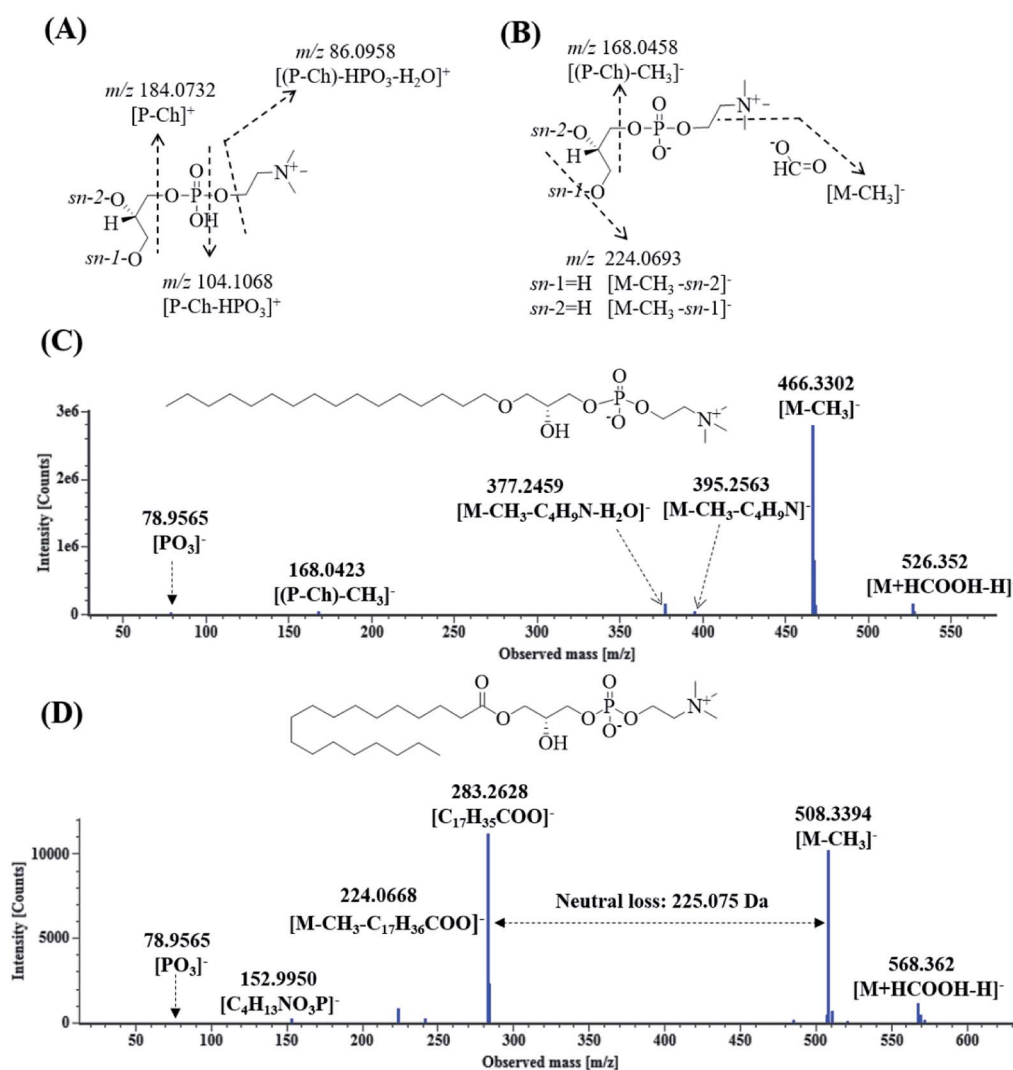 (A)
m/z 86.0958
[(P-Ch)-HPO₃-H₂O]⁺
m/z 184.0732
[P-Ch]⁺
sn-2-O
H
sn-1-O
O
O-P-O
OH
N⁺
m/z 104.1068
[P-Ch-HPO₃]⁺
(B)
m/z 168.0458
[(P-Ch)-CH₃]⁻
sn-2-O
H
sn-1-O
O
O-P-O
O⁻
N⁺
⁻O
HC=O
[M-CH₃]⁻
m/z 224.0693
sn-1=H [M-CH₃-sn-2]⁻
sn-2=H [M-CH₃-sn-1]⁻
(C)
O
O
OH
O
P
⁻O
O
N⁺
466.3302
[M-CH₃]⁻
377.2459
[M-CH₃-C₄H₉N-H₂O]⁻
395.2563
[M-CH₃-C₄H₉N]⁻
78.9565
[PO₃]⁻
168.0423
[(P-Ch)-CH₃]⁻
526.352
[M+HCOOH-H]⁻
Intensity [Counts]
3e6
2e6
1e6
0
50 100 150 200 250 300 350 400 450 500 550
Observed mass [m/z]
(D)
O
O
OH
O
O
P
⁻O
O
N⁺
283.2628
[C₁₇H₃₅COO]⁻
508.3394
[M-CH₃]⁻
224.0668
[M-CH₃-C₁₇H₃₆COO]⁻
Neutral loss: 225.075 Da
78.9565
[PO₃]⁻
152.9950
[C₄H₁₃NO₃P]⁻
568.362
[M+HCOOH-H]⁻
Intensity [Counts]
10000
5000
0
50 100 150 200 250 300 350 400 450 500 550 600
Observed mass [m/z]